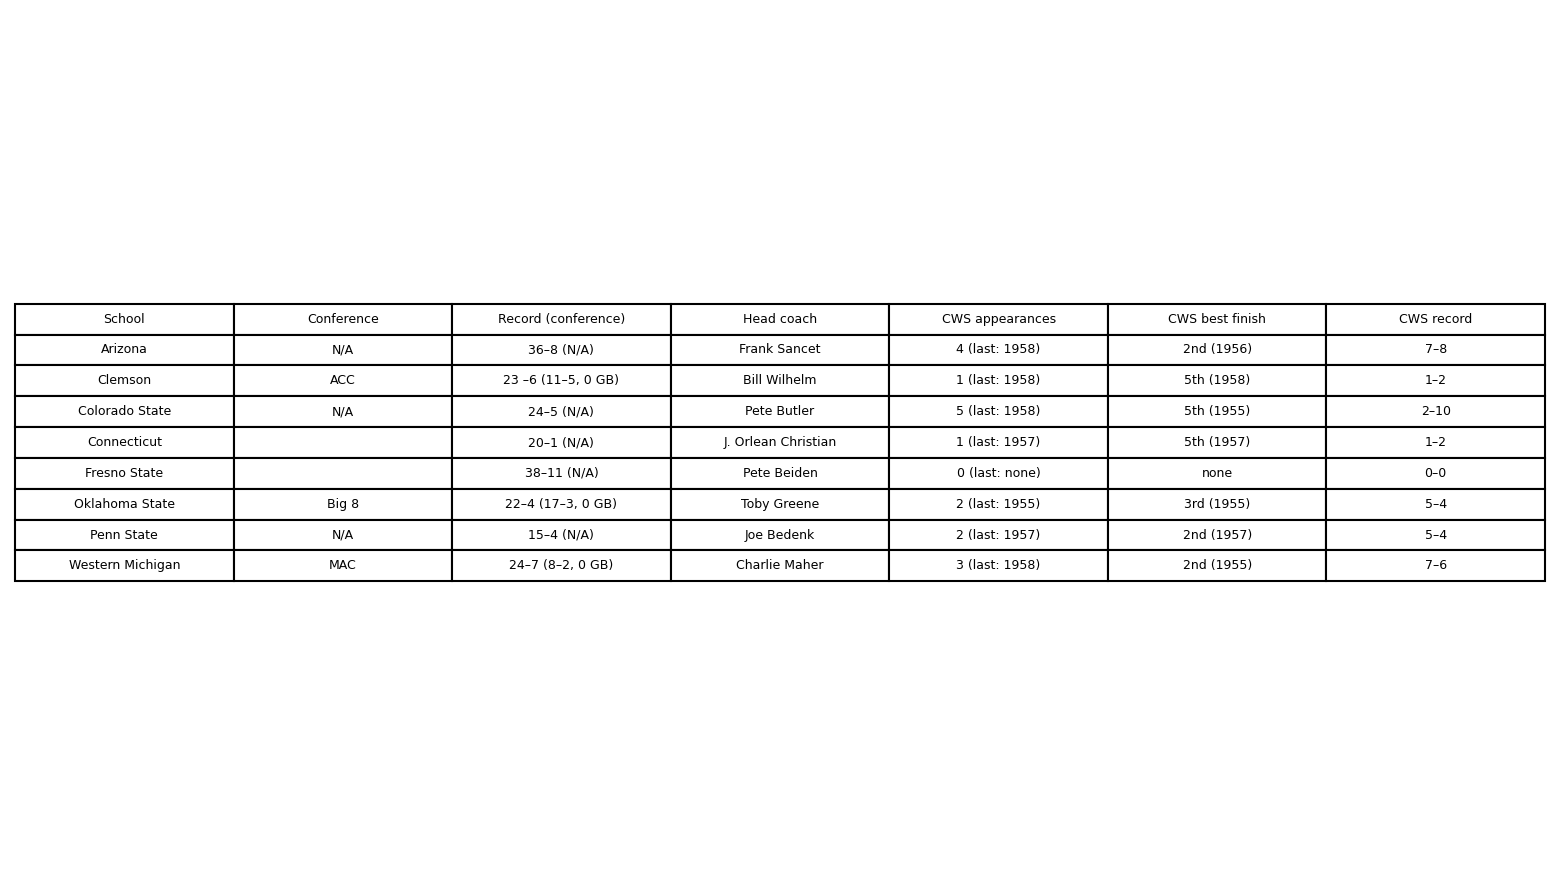 School Conference Record (conference) Head coach CWS appearances CWS best finish CWS record
Arizona N/A 36–8 (N/A) Frank Sancet 4 (last: 1958) 2nd (1956) 7–8
Clemson ACC 23 –6 (11–5, 0 GB) Bill Wilhelm 1 (last: 1958) 5th (1958) 1–2
Colorado State N/A 24–5 (N/A) Pete Butler 5 (last: 1958) 5th (1955) 2–10
Connecticut 20–1 (N/A) J. Orlean Christian 1 (last: 1957) 5th (1957) 1–2
Fresno State 38–11 (N/A) Pete Beiden 0 (last: none) none 0–0
Oklahoma State Big 8 22–4 (17–3, 0 GB) Toby Greene 2 (last: 1955) 3rd (1955) 5–4
Penn State N/A 15–4 (N/A) Joe Bedenk 2 (last: 1957) 2nd (1957) 5–4
Western Michigan MAC 24–7 (8–2, 0 GB) Charlie Maher 3 (last: 1958) 2nd (1955) 7–6